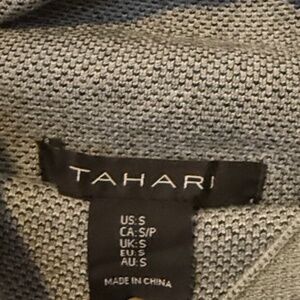 TAHARI
US:S
CA:S/P
UK:S
EU:S
AU:S
MADE IN CHINA